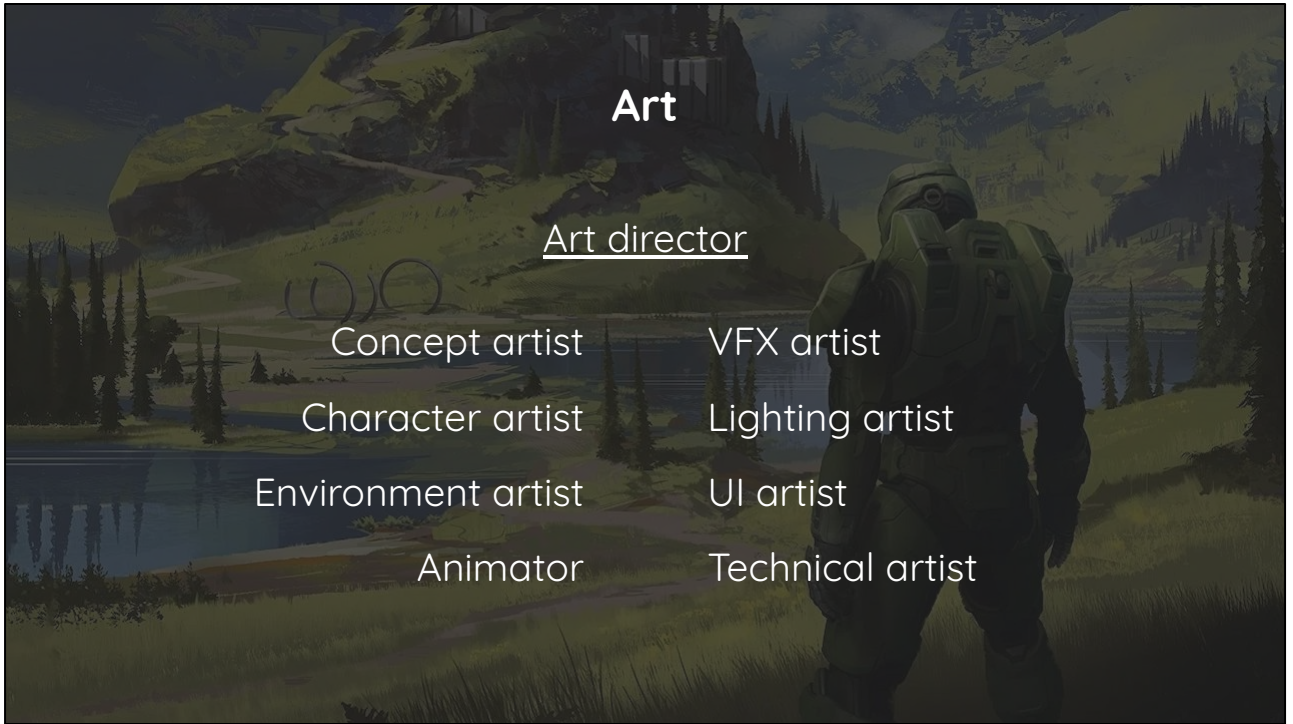 Art
Art director
Concept artist
Character artist
Environment artist
Animator
VFX artist
Lighting artist
UI artist
Technical artist